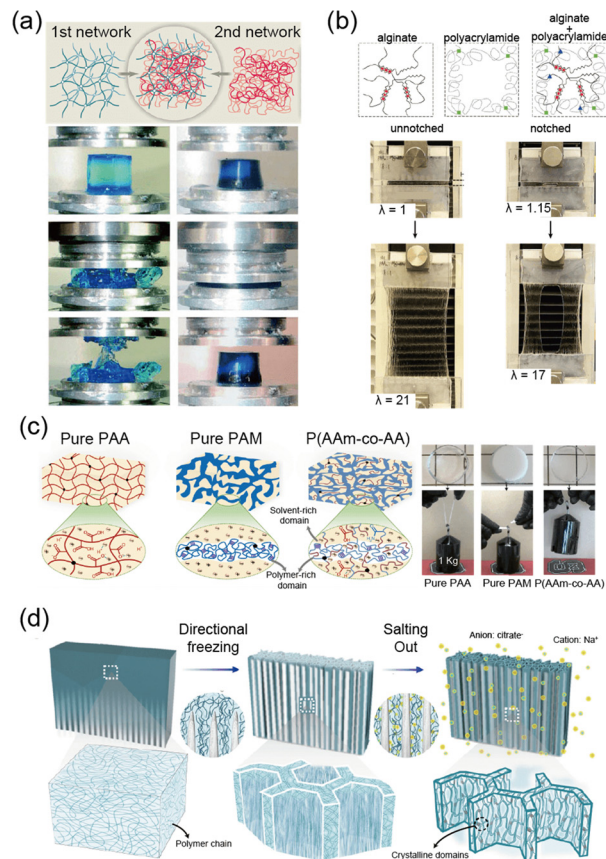 (a)
1st network
2nd network
(b)
alginate
polyacrylamide
alginate
+
polyacrylamide
unnotched
notched
λ = 1
λ = 1.15
λ = 21
λ = 17
(c)
Pure PAA
Pure PAM
P(AAm-co-AA)
Solvent-rich
domain
Polymer-rich
domain
1 Kg
Pure PAA
Pure PAM
P(AAm-co-AA)
(d)
Directional
freezing
Salting
Out
Anion: citrate-
Cation: Na⁺
Polymer chain
Crystalline domains